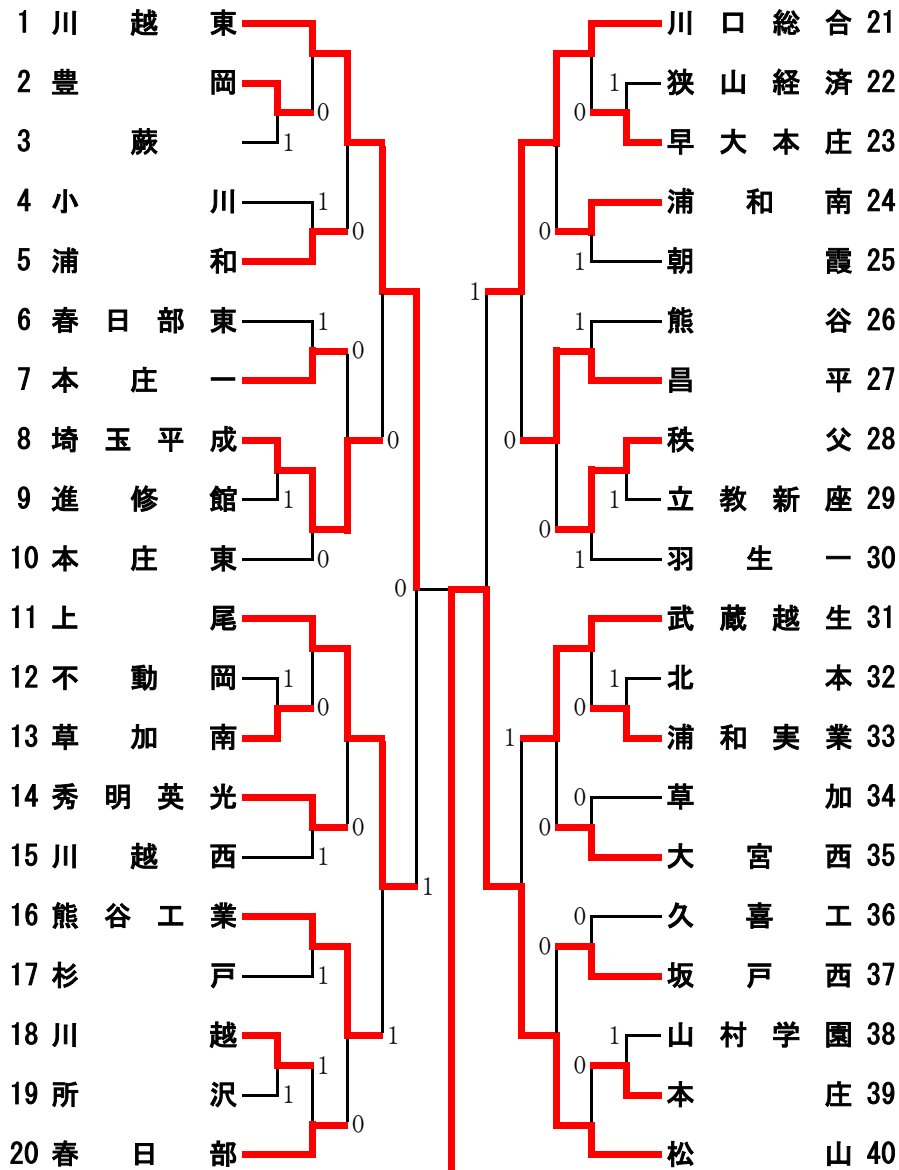 1 川越東
2 豊岡
0
3 蕨
1
4 小川
1
0
5 浦和
6 春日部東
1
0
7 本庄一
8 埼玉平成
0
9 進修館
1
10 本庄東
0
0
11 上尾
12 不動岡
1
0
13 草加南
14 秀明英光
0
15 川越西
1
1
16 熊谷工業
17 杉戸
1
18 川越
1
1
19 所沢
1
0
20 春日部
川口総合 21
1
狭山経済 22
0
早大本庄 23
浦和南 24
0
1
朝霞 25
1
1
熊谷 26
昌平 27
0
秩父 28
1
立教新座 29
0
1
羽生一 30
武蔵越生 31
1
北本 32
0
浦和実業 33
1
0
草加 34
0
大宮西 35
0
久喜工 36
0
坂戸西 37
1
山村学園 38
0
本庄 39
松山 40